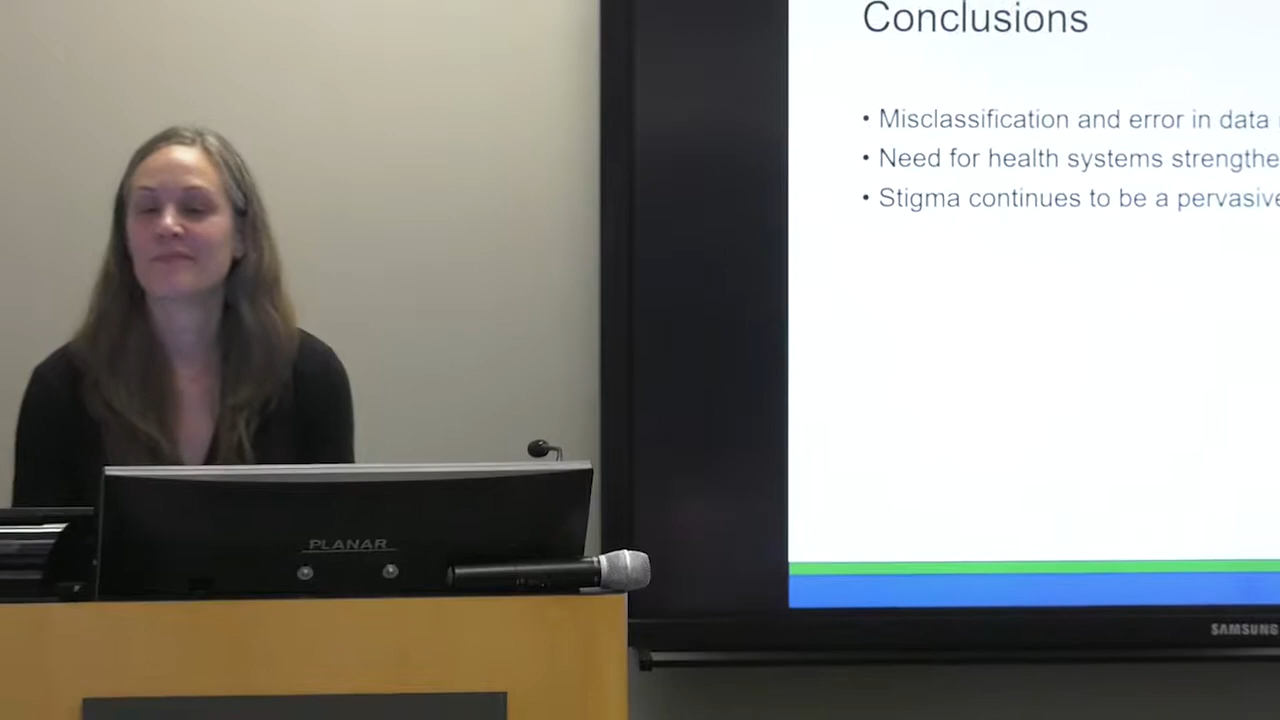 Conclusions
• Misclassification and error in data
• Need for health systems strengthe
• Stigma continues to be a pervasive
PLANAR
SAMSUNG